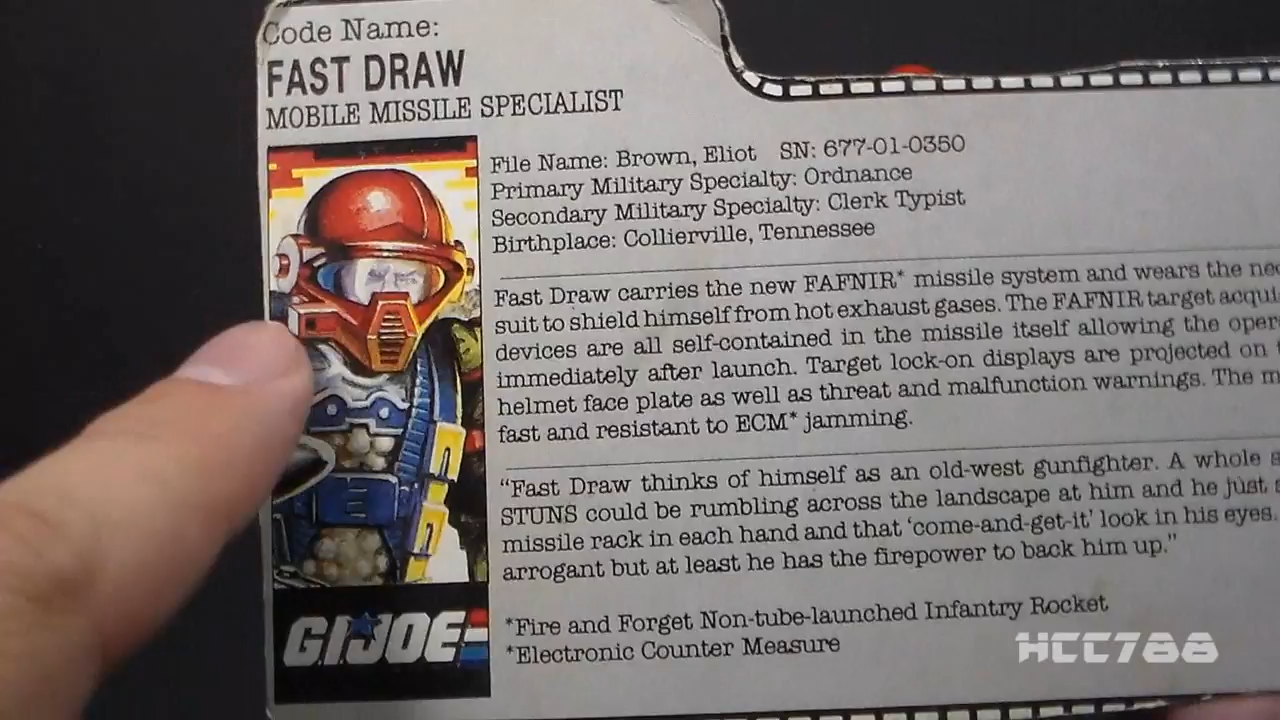 Code Name:
FAST DRAW
MOBILE MISSILE SPECIALIST
File Name: Brown, Eliot SN: 677-01-0350
Primary Military Specialty: Ordnance
Secondary Military Specialty: Clerk Typist
Birthplace: Collierville, Tennessee
Fast Draw carries the new FAFNIR* missile system and wears the
suit to shield himself from hot exhaust gases. The FAFNIR target
devices are all self-contained in the missile itself allowing the
immediately after launch. Target lock-on displays are projected on
helmet face plate as well as threat and malfunction warnings. The
fast and resistant to ECM* jamming.
"Fast Draw thinks of himself as an old-west gunfighter. A whole
STUNS could be rumbling across the landscape at him and he just
missile rack in each hand and that 'come-and-get-it' look in his eyes.
arrogant but at least he has the firepower to back him up."
*Fire and Forget Non-tube-launched Infantry Rocket
*Electronic Counter Measure
G.I. JOE
HCC788